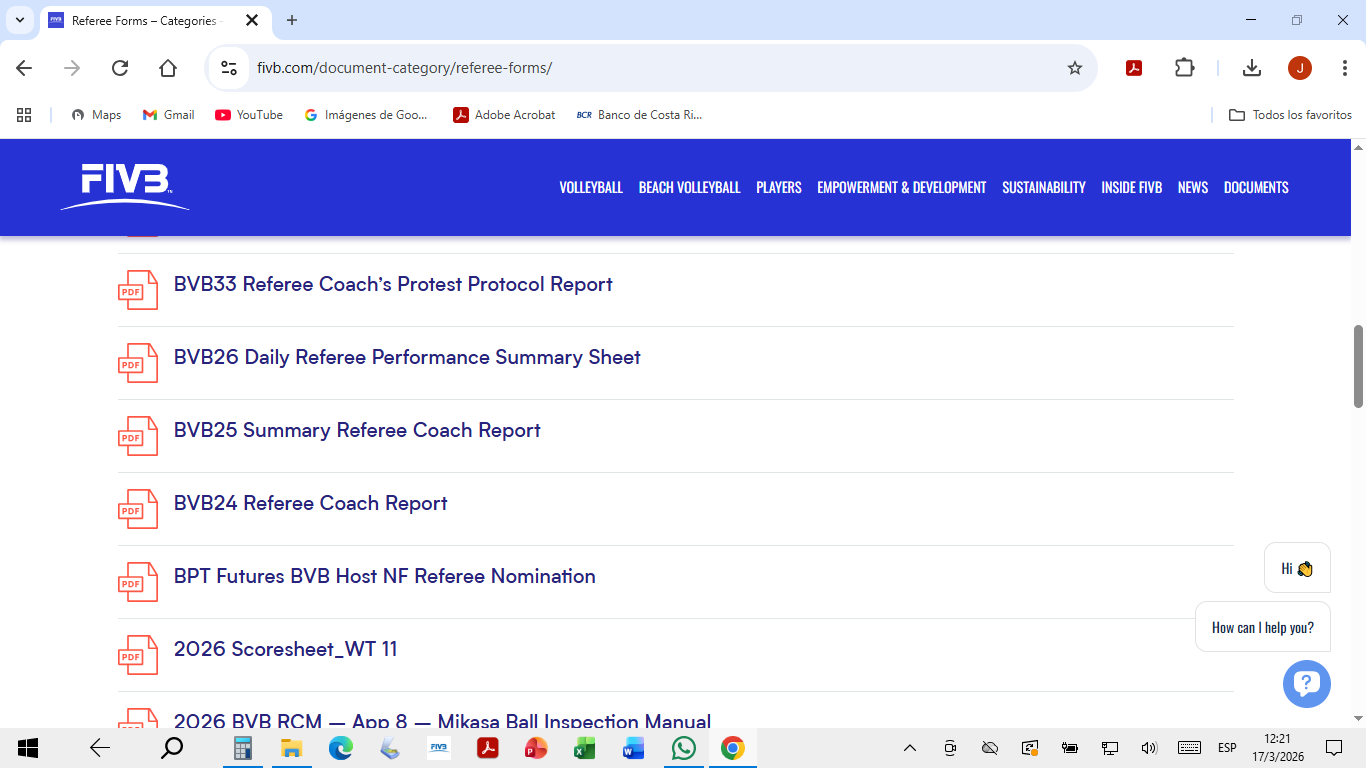 Referee Forms – Categories -
fivb.com/document-category/referee-forms/
J
Maps
Gmail
YouTube
Imágenes de Goo...
Adobe Acrobat
BCR Banco de Costa Ri...
Todos los favoritos
FIVB
VOLLEYBALL
BEACH VOLLEYBALL
PLAYERS
EMPOWERMENT & DEVELOPMENT
SUSTAINABILITY
INSIDE FIVB
NEWS
DOCUMENTS
PDF BVB33 Referee Coach’s Protest Protocol Report
PDF BVB26 Daily Referee Performance Summary Sheet
PDF BVB25 Summary Referee Coach Report
PDF BVB24 Referee Coach Report
PDF BPT Futures BVB Host NF Referee Nomination
Hi
How can I help you?
PDF 2026 Scoresheet_WT 11
2026 BVB RCM – App 8 – Mikasa Ball Inspection Manual
FIVB
ESP
12:21
17/3/2026